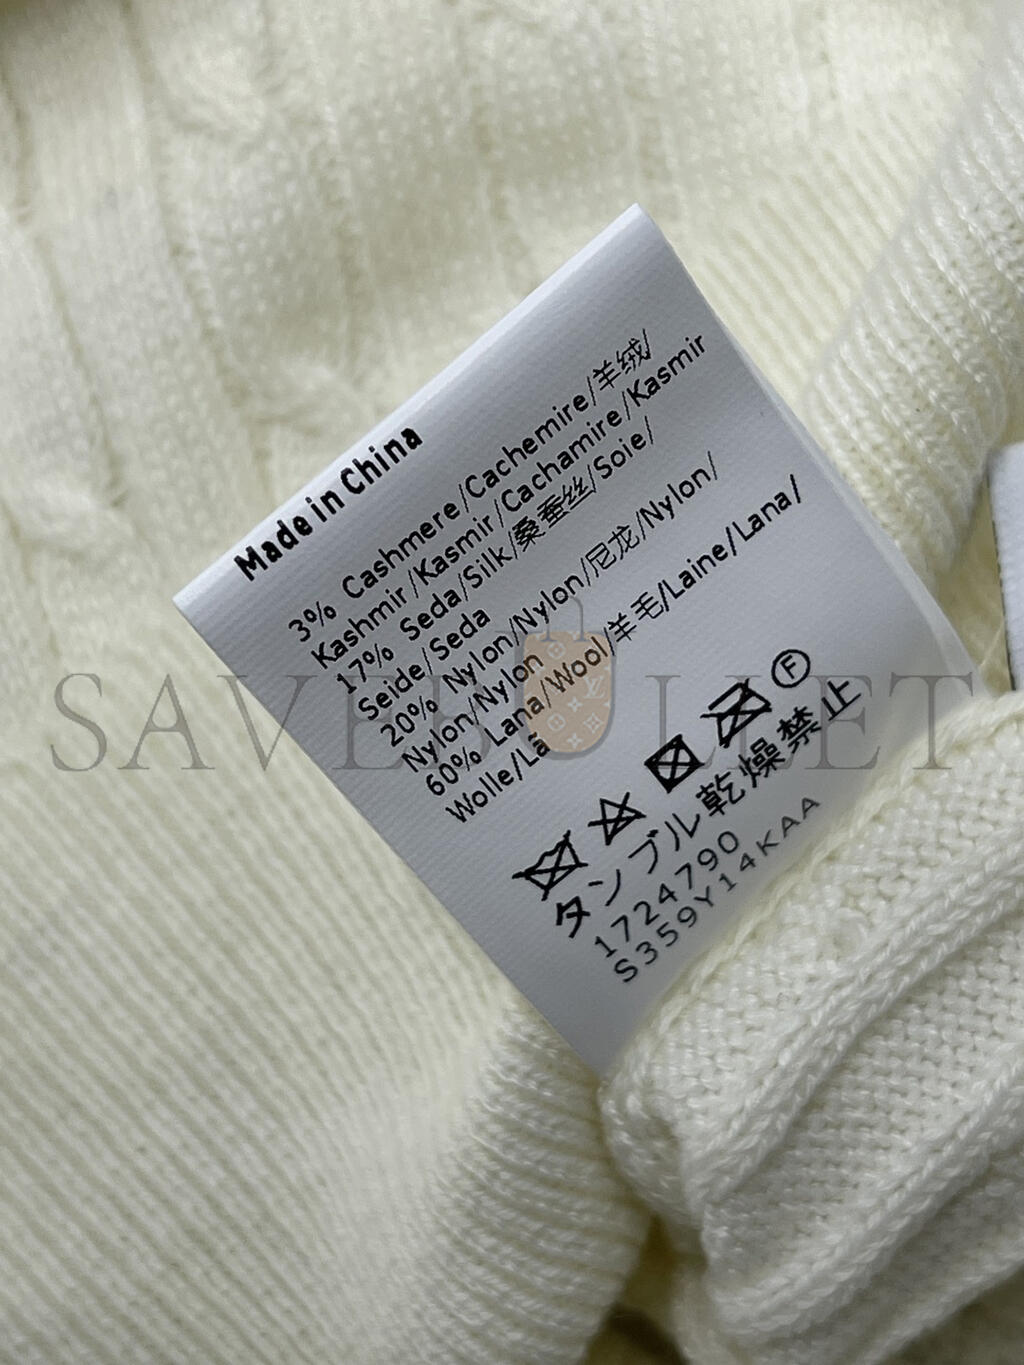 Made in China
3% Cashmere/Cachemire/羊绒/
Kashmir/Kasmir/Cachamire/Kasmir
17% Seda/Silk/桑蚕丝/Soie/
Seide/Seda
20% Nylon/Nylon/尼龙/Nylon/
Nylon/Nylon
60% Lana/Wool/羊毛/Laine/Lana/
Wolle/Lã
F
タンブル乾燥禁止
1724790
S359Y14KAA
SAVEBULLET